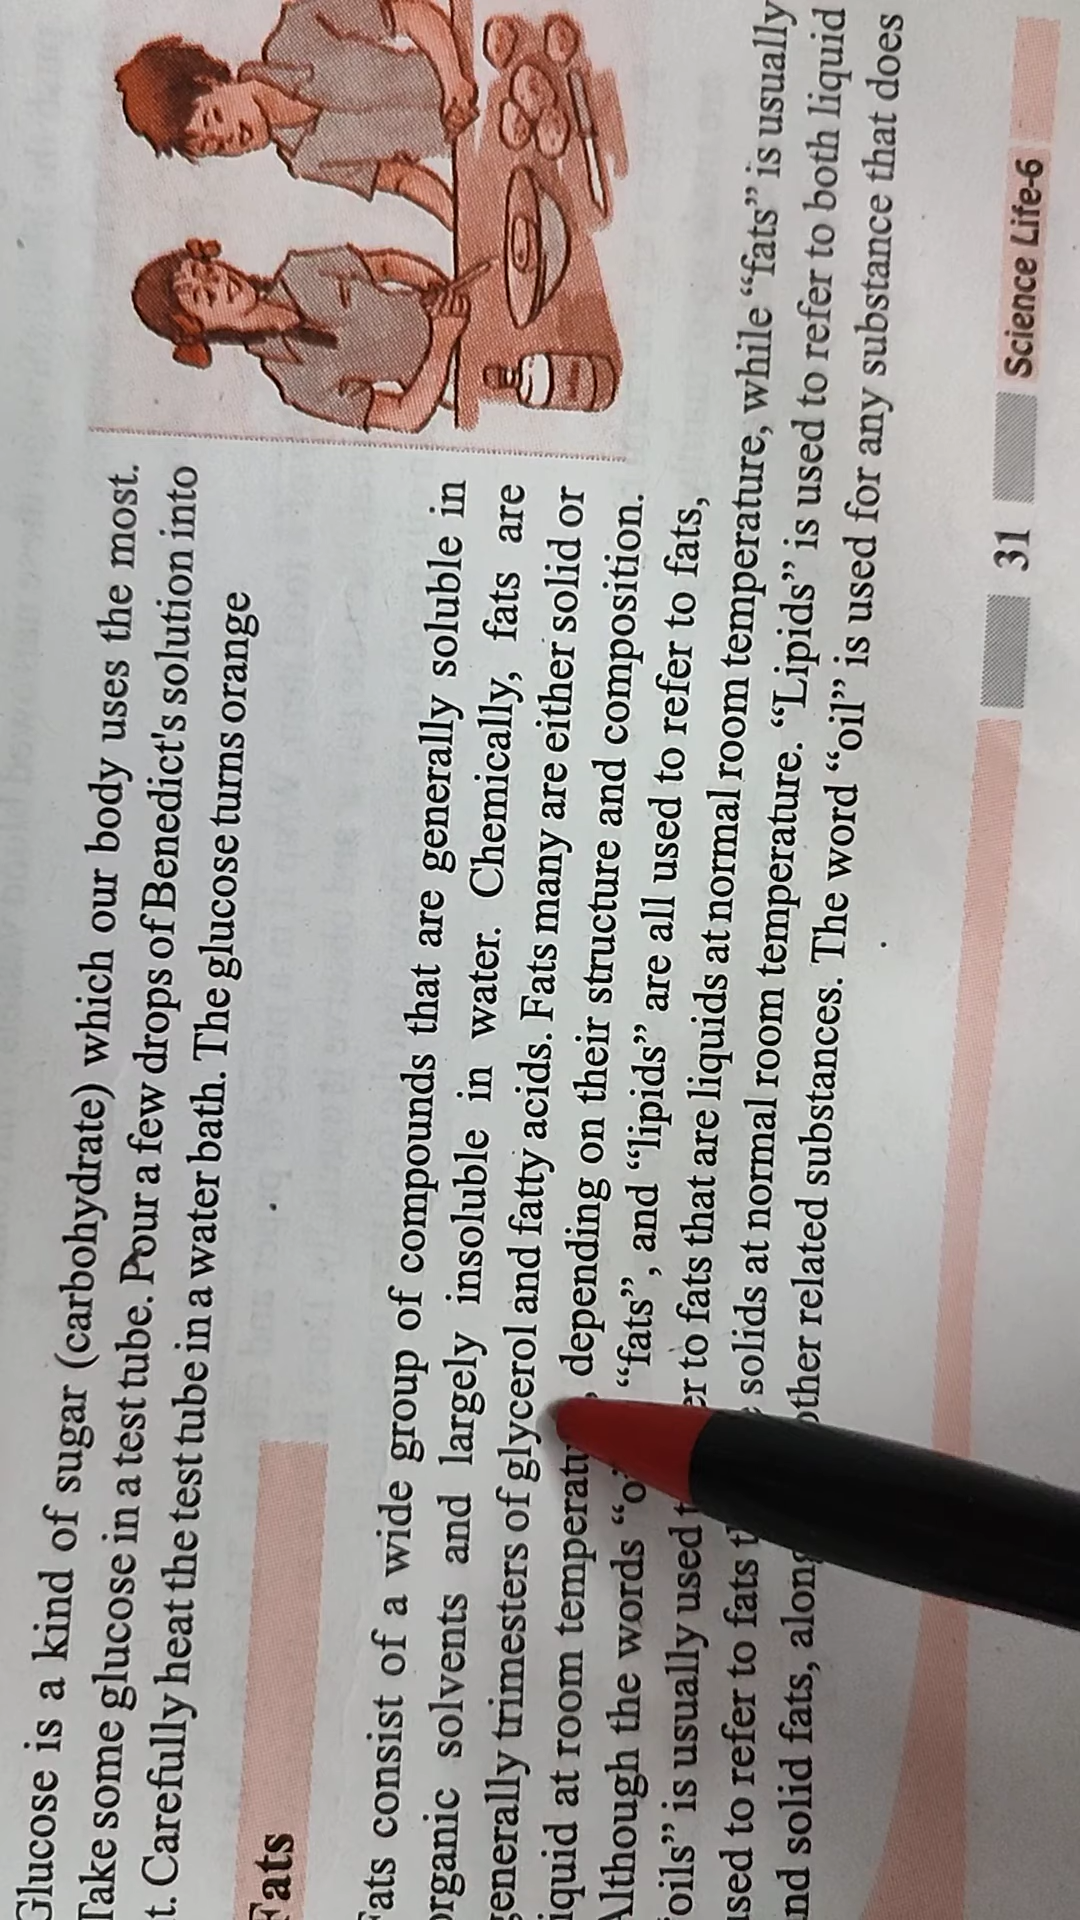 Glucose is a kind of sugar (carbohydrate) which our body uses the most.
Take some glucose in a test tube. Pour a few drops of Benedict's solution into
t. Carefully heat the test tube in a water bath. The glucose turns orange
Fats
Fats consist of a wide group of compounds that are generally soluble in
organic solvents and largely insoluble in water. Chemically, fats are
generally trimesters of glycerol and fatty acids. Fats many are either solid or
iquid at room temperatu depending on their structure and composition.
Although the words "oi "fats", and "lipids" are all used to refer to fats,
"oils" is usually used t er to fats that are liquids at normal room temperature, while "fats" is usually
used to refer to fats t solids at normal room temperature. "Lipids" is used to refer to both liquid
nd solid fats, along other related substances. The word "oil" is used for any substance that does
31 Science Life-6